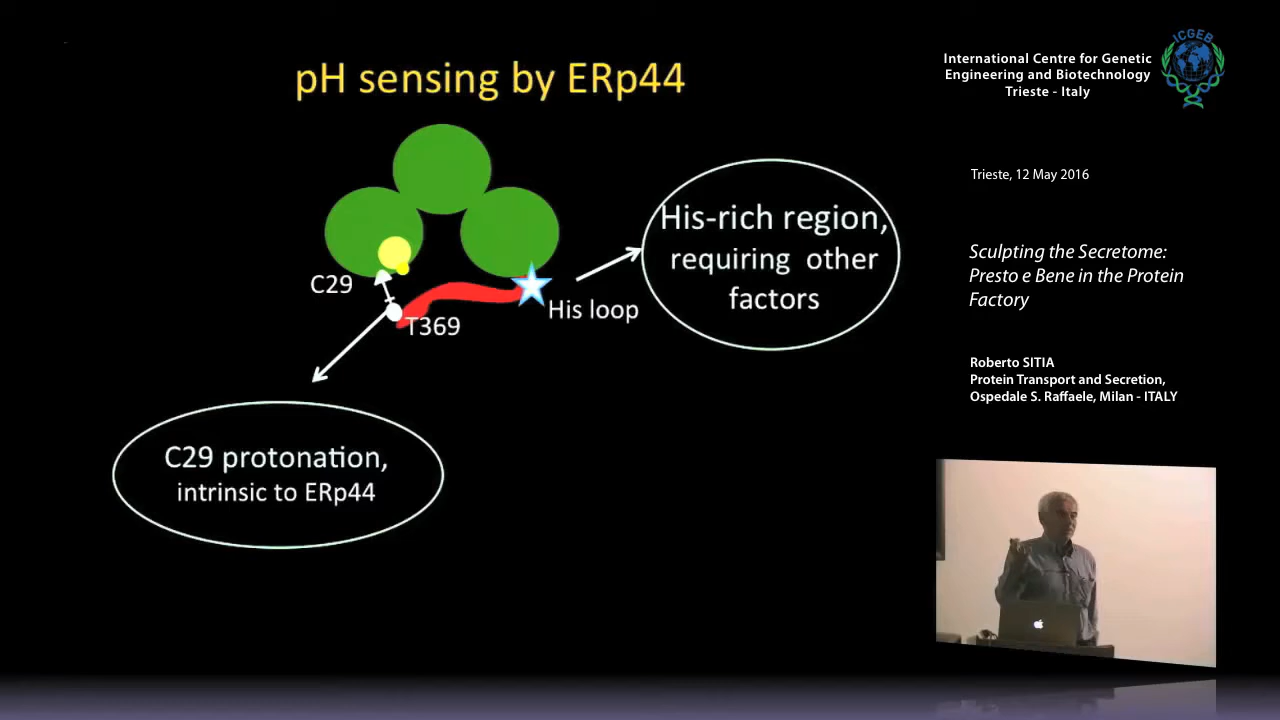 pH sensing by ERp44
C29
T369
His loop
His-rich region,
requiring other
factors
C29 protonation,
intrinsic to ERp44
International Centre for Genetic
Engineering and Biotechnology
Trieste - Italy
ICGEB
Trieste, 12 May 2016
Sculpting the Secretome:
Presto e Bene in the Protein
Factory
Roberto SITIA
Protein Transport and Secretion,
Ospedale S. Raffaele, Milan - ITALY